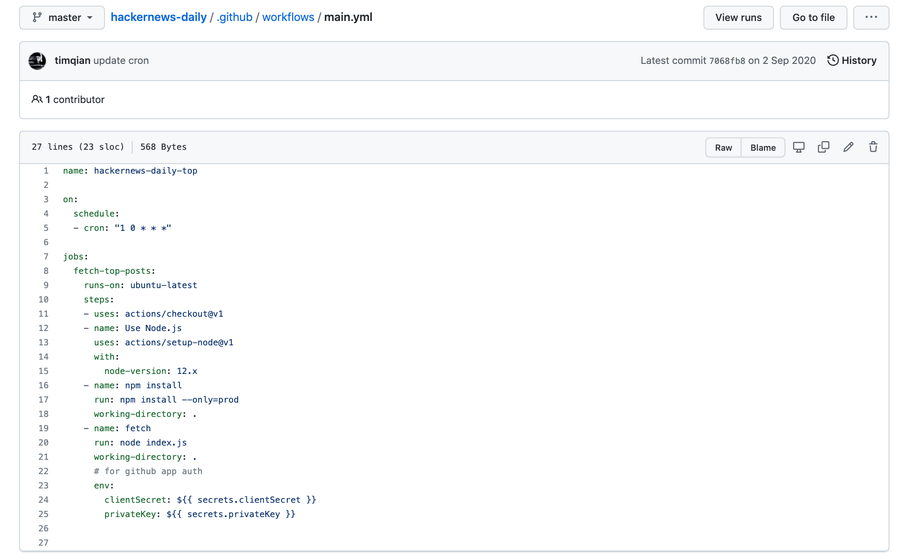 master hackernews-daily / .github / workflows / main.yml View runs Go to file ...
timqian update cron Latest commit 7068fb8 on 2 Sep 2020 History
1 contributor
27 lines (23 sloc) 568 Bytes Raw Blame
1 name: hackernews-daily-top
2
3 on:
4 schedule:
5 - cron: "1 0 * * *"
6
7 jobs:
8 fetch-top-posts:
9 runs-on: ubuntu-latest
10 steps:
11 - uses: actions/checkout@v1
12 - name: Use Node.js
13 uses: actions/setup-node@v1
14 with:
15 node-version: 12.x
16 - name: npm install
17 run: npm install --only=prod
18 working-directory: .
19 - name: fetch
20 run: node index.js
21 working-directory: .
22 # for github app auth
23 env:
24 clientSecret: ${{ secrets.clientSecret }}
25 privateKey: ${{ secrets.privateKey }}
26
27